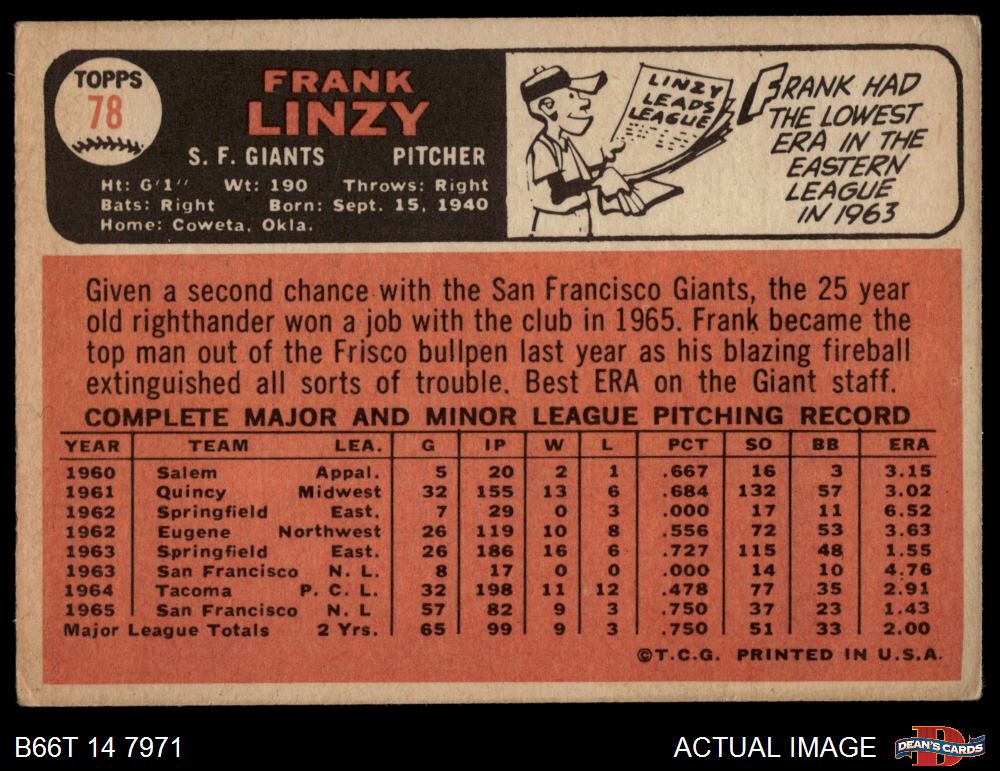 TOPPS
78
FRANK
LINZY
S. F. GIANTS PITCHER
Ht: 6'1" Wt: 190 Throws: Right
Bats: Right Born: Sept. 15, 1940
Home: Coweta, Okla.
LINZY
LEADS
LEAGUE
FRANK HAD
THE LOWEST
ERA IN THE
EASTERN
LEAGUE
IN 1963
Given a second chance with the San Francisco Giants, the 25 year
old righthander won a job with the club in 1965. Frank became the
top man out of the Frisco bullpen last year as his blazing fireball
extinguished all sorts of trouble. Best ERA on the Giant staff.
COMPLETE MAJOR AND MINOR LEAGUE PITCHING RECORD
YEAR TEAM LEA. G IP W L PCT SO BB ERA
1960 Salem Appal. 5 20 2 1 .667 16 3 3.15
1961 Quincy Midwest 32 155 13 6 .684 132 57 3.02
1962 Springfield East. 7 29 0 3 .000 17 11 6.52
1962 Eugene Northwest 26 119 10 8 .556 72 53 3.63
1963 Springfield East. 26 186 16 6 .727 115 48 1.55
1963 San Francisco N. L. 8 17 0 0 .000 14 10 4.76
1964 Tacoma P. C. L. 32 198 11 12 .478 77 35 2.91
1965 San Francisco N. L 57 82 9 3 .750 37 23 1.43
Major League Totals 2 Yrs. 65 99 9 3 .750 51 33 2.00
©T.C.G. PRINTED IN U.S.A.
B66T 14 7971
ACTUAL IMAGE
DEAN'S CARDS